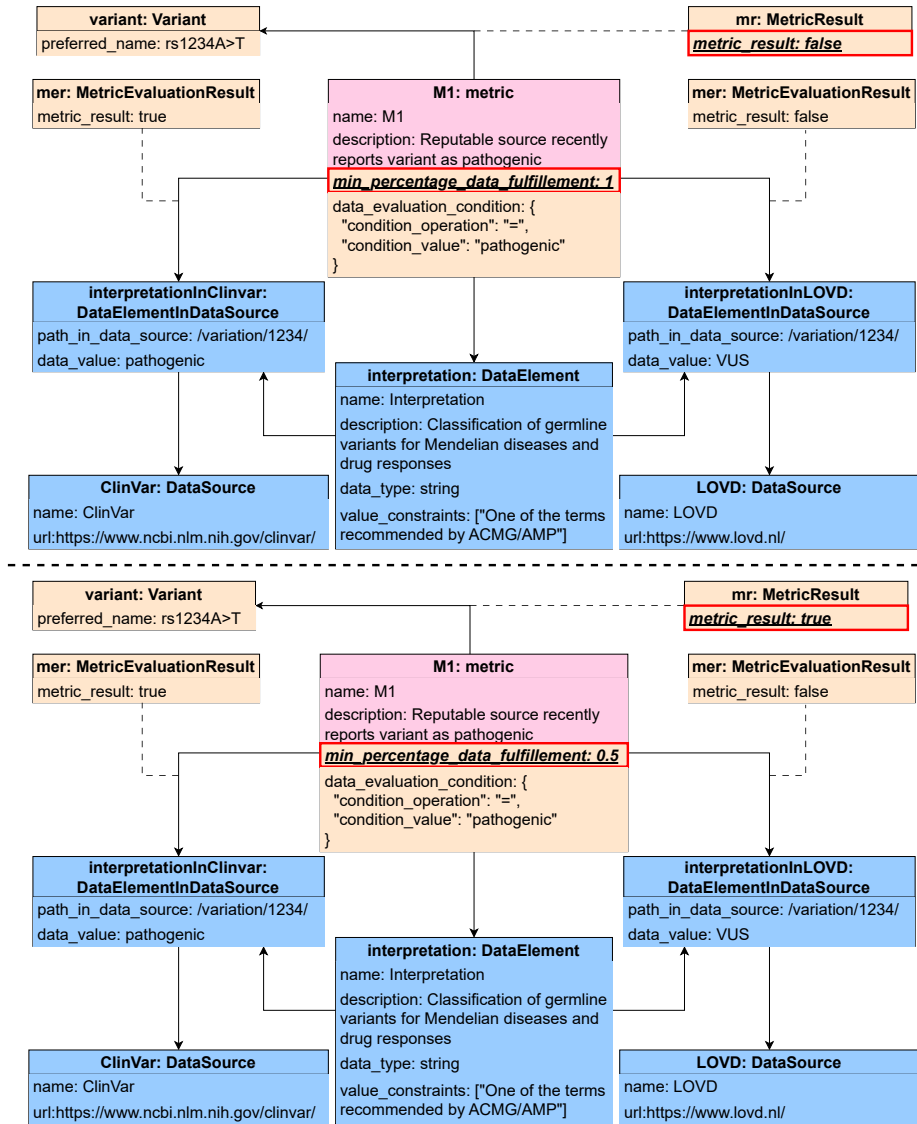 variant: Variant
preferred_name: rs1234A>T
mr: MetricResult
metric_result: false
mer: MetricEvaluationResult
metric_result: true
M1: metric
name: M1
description: Reputable source recently
reports variant as pathogenic
min_percentage_data_fulfillment: 1
data_evaluation_condition: {
"condition_operation": "=",
"condition_value": "pathogenic"
}
mer: MetricEvaluationResult
metric_result: false
interpretationInClinvar:
DataElementInDataSource
path_in_data_source: /variation/1234/
data_value: pathogenic
interpretationInLOVD:
DataElementInDataSource
path_in_data_source: /variation/1234/
data_value: VUS
interpretation: DataElement
name: Interpretation
description: Classification of germline
variants for Mendelian diseases and
drug responses
data_type: string
value_constraints: ["One of the terms
recommended by ACMG/AMP"]
ClinVar: DataSource
name: ClinVar
url:https://www.ncbi.nlm.nih.gov/clinvar/
LOVD: DataSource
name: LOVD
url:https://www.lovd.nl/
variant: Variant
preferred_name: rs1234A>T
mr: MetricResult
metric_result: true
mer: MetricEvaluationResult
metric_result: true
M1: metric
name: M1
description: Reputable source recently
reports variant as pathogenic
min_percentage_data_fulfillment: 0.5
data_evaluation_condition: {
"condition_operation": "=",
"condition_value": "pathogenic"
}
mer: MetricEvaluationResult
metric_result: false
interpretationInClinvar:
DataElementInDataSource
path_in_data_source: /variation/1234/
data_value: pathogenic
interpretationInLOVD:
DataElementInDataSource
path_in_data_source: /variation/1234/
data_value: VUS
interpretation: DataElement
name: Interpretation
description: Classification of germline
variants for Mendelian diseases and
drug responses
data_type: string
value_constraints: ["One of the terms
recommended by ACMG/AMP"]
ClinVar: DataSource
name: ClinVar
url:https://www.ncbi.nlm.nih.gov/clinvar/
LOVD: DataSource
name: LOVD
url:https://www.lovd.nl/